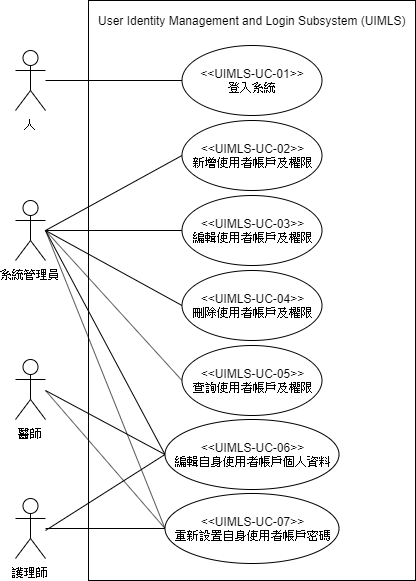 User Identity Management and Login Subsystem (UIMLS)
<<UIMLS-UC-01>>
登入系統
人
<<UIMLS-UC-02>>
新增使用者帳戶及權限
<<UIMLS-UC-03>>
編輯使用者帳戶及權限
系統管理員
<<UIMLS-UC-04>>
刪除使用者帳戶及權限
<<UIMLS-UC-05>>
查詢使用者帳戶及權限
醫師
<<UIMLS-UC-06>>
編輯自身使用者帳戶個人資料
<<UIMLS-UC-07>>
重新設置自身使用者帳戶密碼
護理師